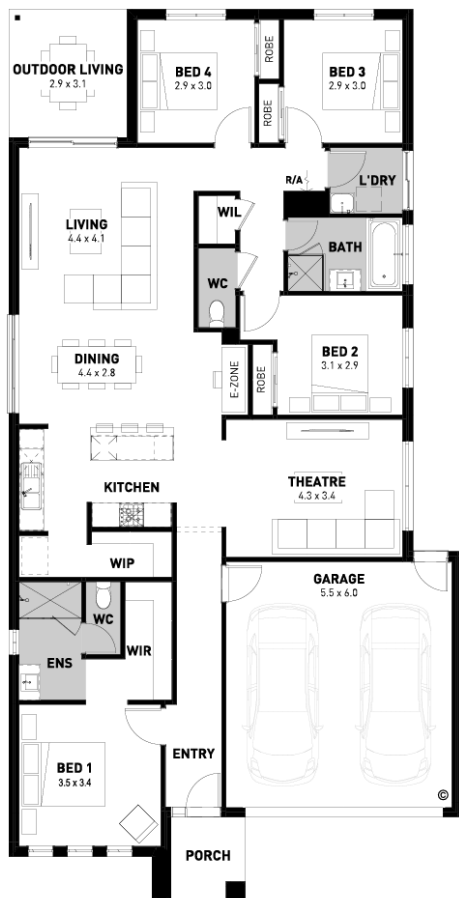 OUTDOOR LIVING
2.9 x 3.1
BED 4
2.9 x 3.0
ROBE
ROBE
BED 3
2.9 x 3.0
R/A
L'DRY
LIVING
4.4 x 4.1
WIL
BATH
WC
DINING
4.4 x 2.8
E-ZONE
ROBE
BED 2
3.1 x 2.9
KITCHEN
THEATRE
4.3 x 3.4
WIP
GARAGE
5.5 x 6.0
WC
WIR
ENS
BED 1
3.5 x 3.4
ENTRY
©
PORCH